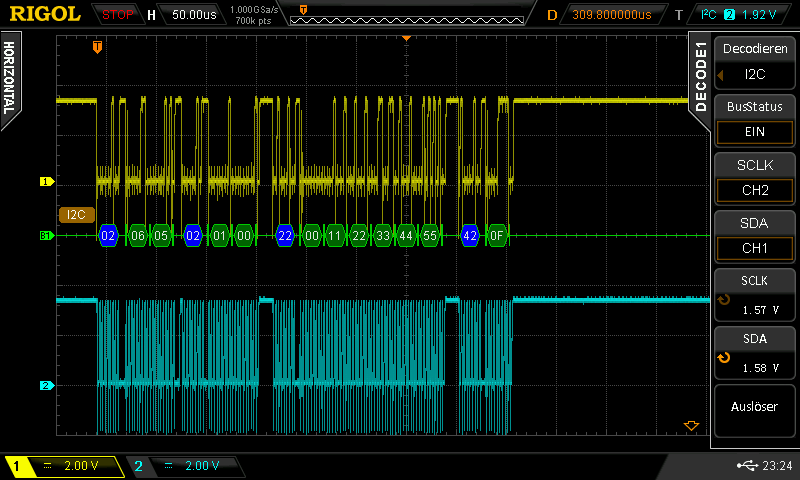 RIGOL STOP H 50.00us 1.000GSa/s 700k pts D 309.800000us T I²C 2 1.92 V
T
HORIZONTAL
DECODE1
Decodieren
I2C
BusStatus
EIN
SCLK
CH2
SDA
CH1
SCLK
1.57 V
SDA
1.58 V
Auslöser
1
I2C
B1 02 06 05 02 01 00 22 00 11 22 33 44 55 42 0F
2
1 2.00 V 2 2.00 V 23:24